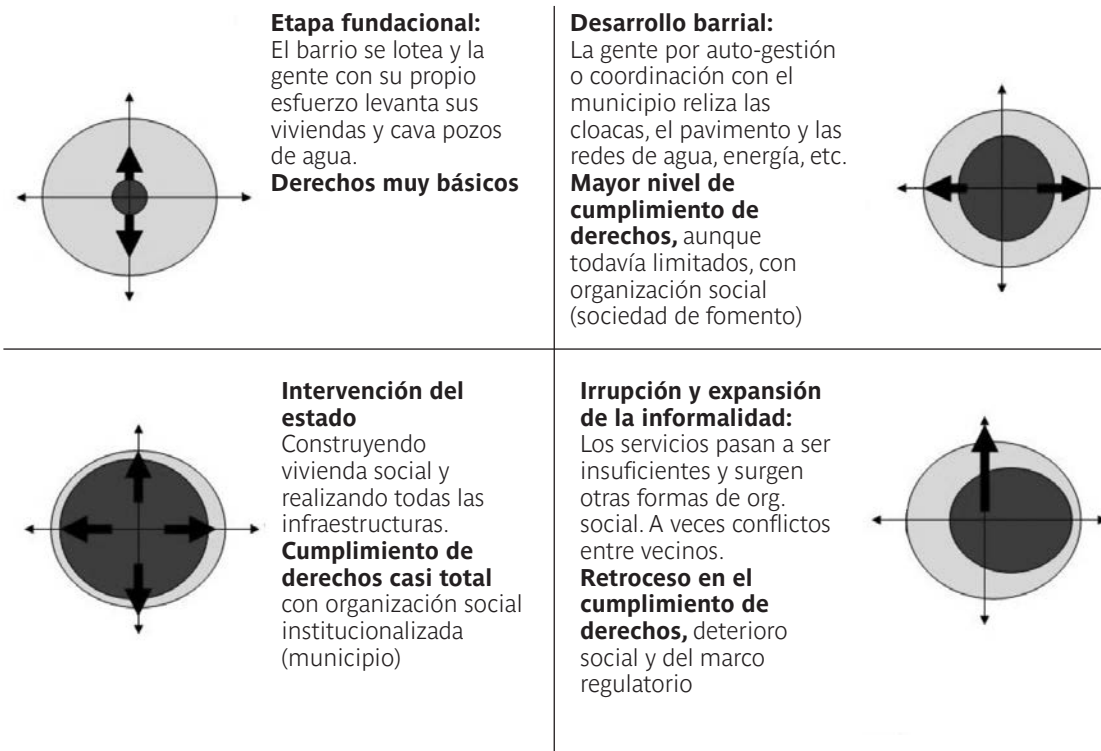 Etapa fundacional:
El barrio se lotea y la
gente con su propio
esfuerzo levanta sus
viviendas y cava pozos
de agua.
Derechos muy básicos
Desarrollo barrial:
La gente por auto-gestión
o coordinación con el
municipio reliza las
cloacas, el pavimento y las
redes de agua, energía, etc.
Mayor nivel de
cumplimiento de
derechos, aunque
todavía limitados, con
organización social
(sociedad de fomento)
Intervención del
estado
Construyendo
vivienda social y
realizando todas las
infraestructuras.
Cumplimiento de
derechos casi total
con organización social
institucionalizada
(municipio)
Irrupción y expansión
de la informalidad:
Los servicios pasan a ser
insuficientes y surgen
otras formas de org.
social. A veces conflictos
entre vecinos.
Retroceso en el
cumplimiento de
derechos, deterioro
social y del marco
regulatorio